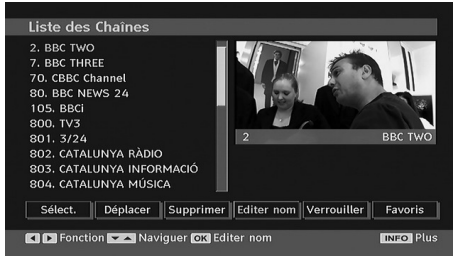 Liste des Chaînes
2. BBC TWO
7. BBC THREE
70. CBBC Channel
80. BBC NEWS 24
105. BBCi
800. TV3
801. 3/24
802. CATALUNYA RÀDIO
803. CATALUNYA INFORMACIÓ
804. CATALUNYA MÚSICA
2 BBC TWO
Sélect. Déplacer Supprimer Editer nom Verrouiller Favoris
Fonction Naviguer OK Editer nom INFO Plus